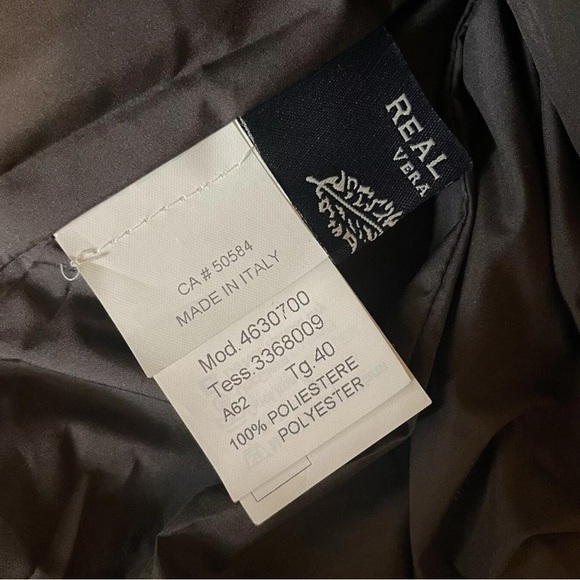 REAL
VERA
CA # 50584
MADE IN ITALY
Mod.4630700
Tess.3368009
A62 Tg.40
100% POLIESTERE
POLYESTER